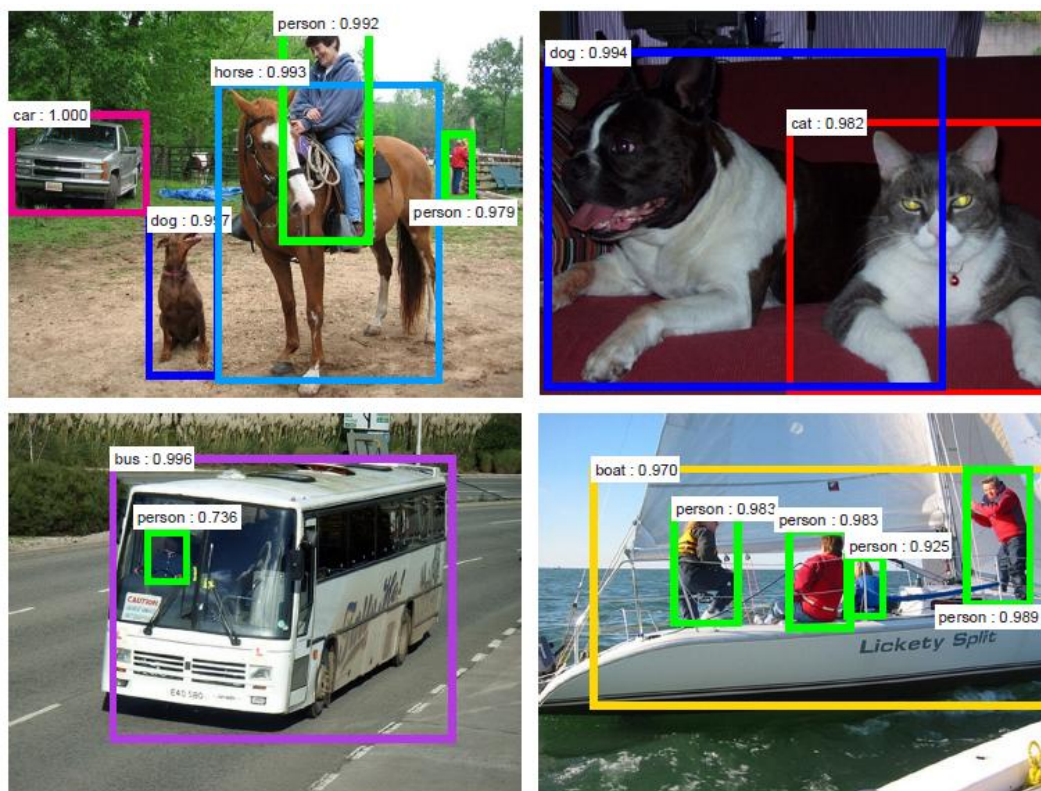 person : 0.992
horse : 0.993
car : 1.000
dog : 0.997
person : 0.979
dog : 0.994
cat : 0.982
bus : 0.996
person : 0.736
CAUTION
boat : 0.970
person : 0.983
person : 0.983
person : 0.925
person : 0.989
Lickety Split